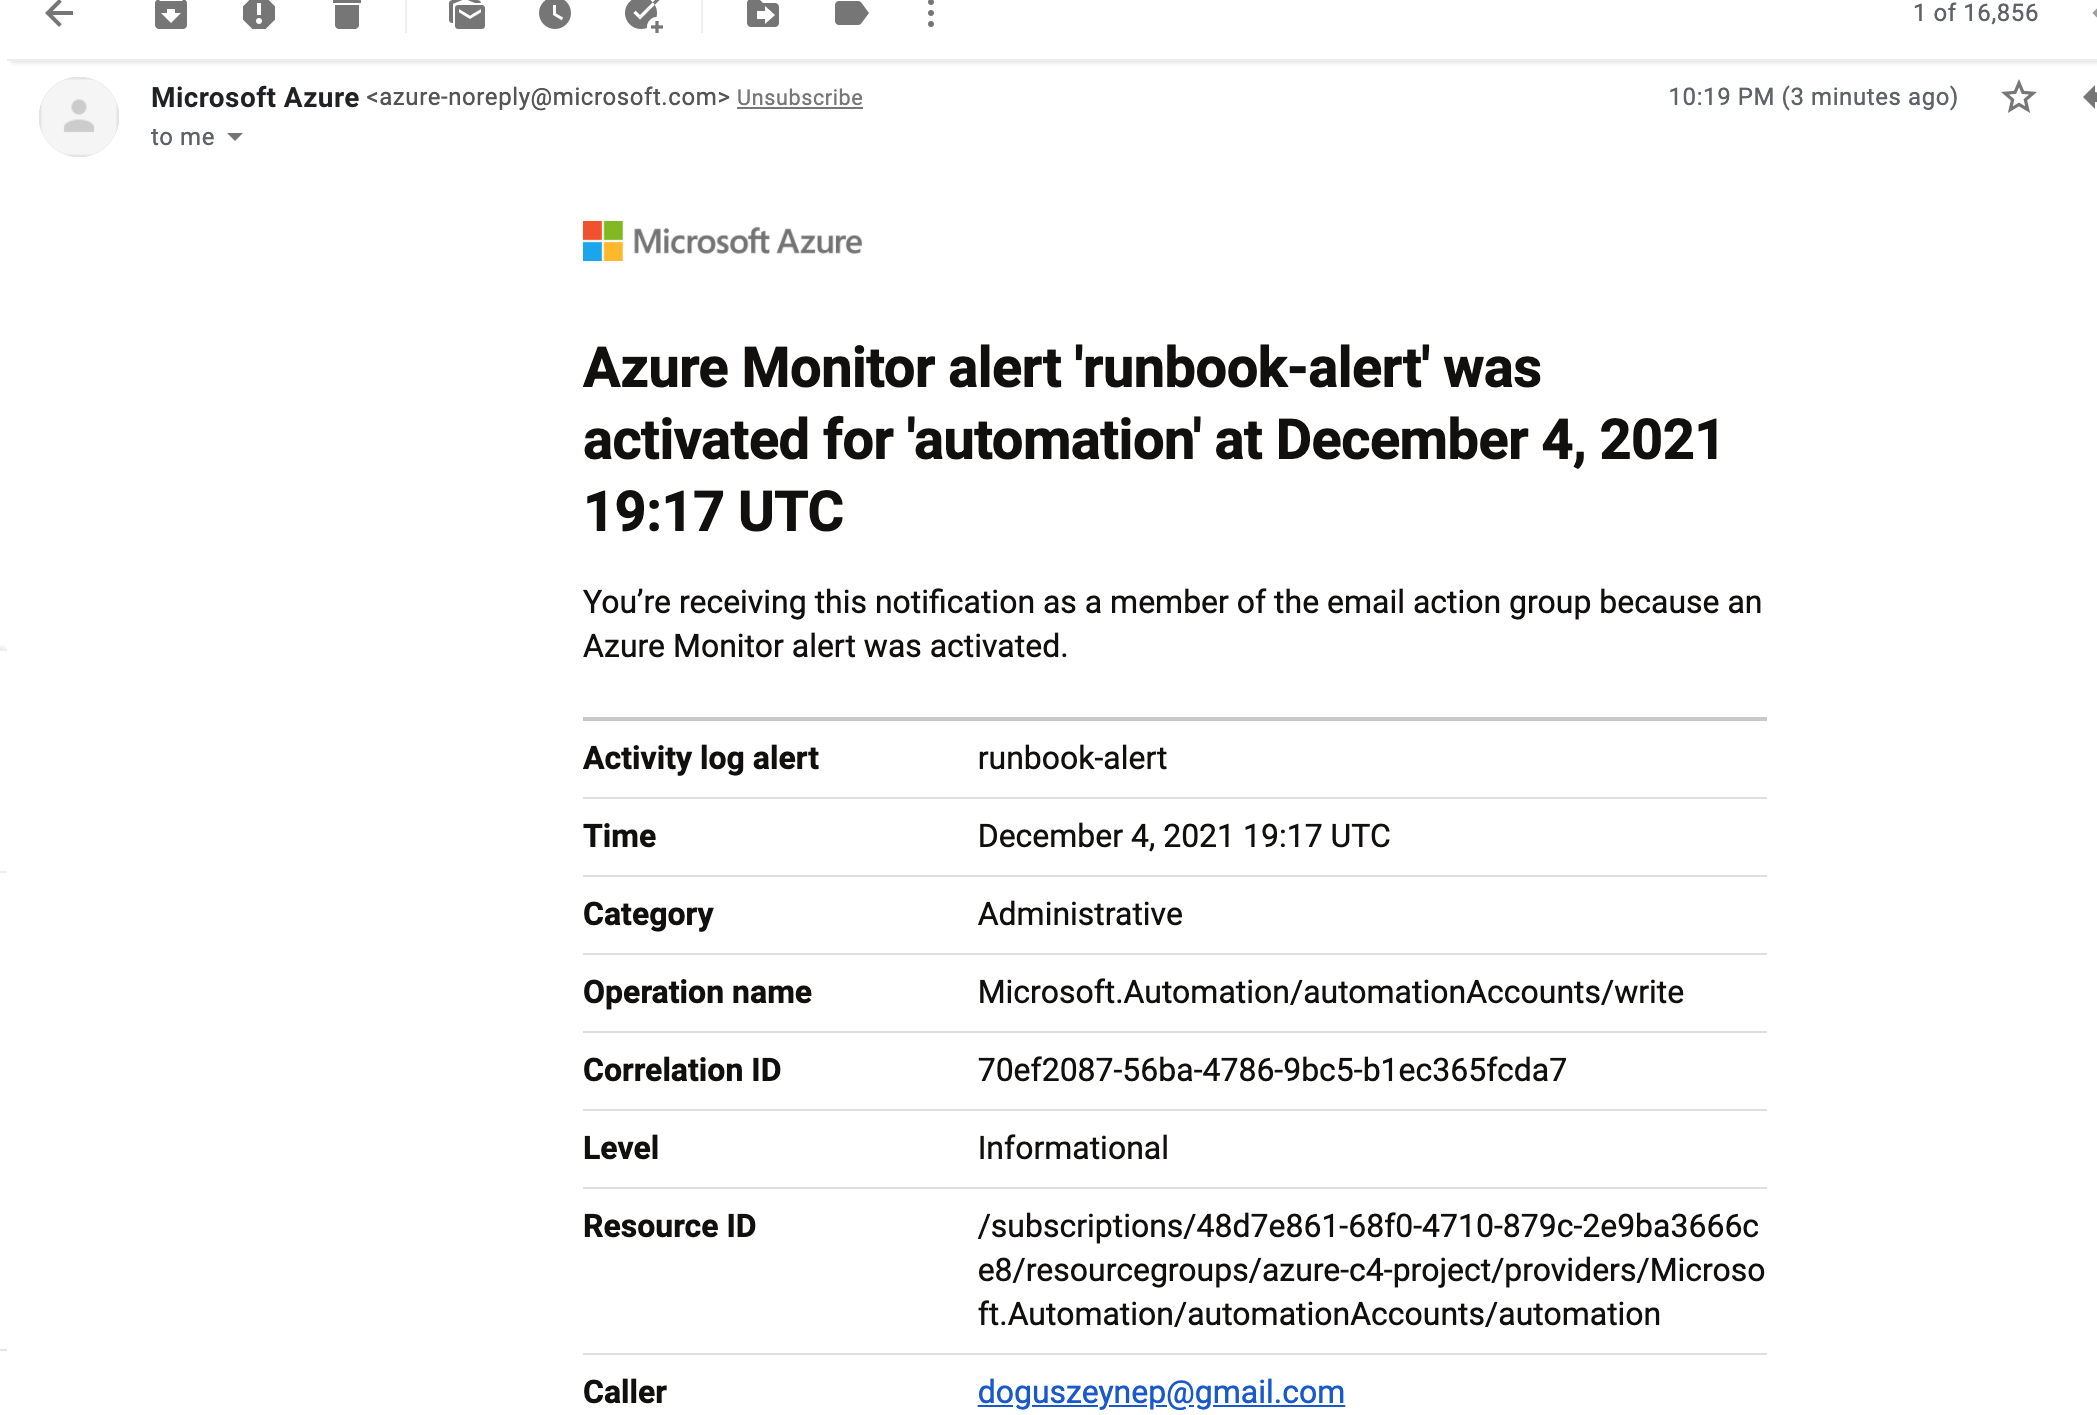 1 of 16,856
Microsoft Azure <azure-noreply@microsoft.com> Unsubscribe
10:19 PM (3 minutes ago)
to me
Microsoft Azure
Azure Monitor alert 'runbook-alert' was
activated for 'automation' at December 4, 2021
19:17 UTC
You’re receiving this notification as a member of the email action group because an
Azure Monitor alert was activated.
Activity log alert runbook-alert
Time December 4, 2021 19:17 UTC
Category Administrative
Operation name Microsoft.Automation/automationAccounts/write
Correlation ID 70ef2087-56ba-4786-9bc5-b1ec365fcda7
Level Informational
Resource ID /subscriptions/48d7e861-68f0-4710-879c-2e9ba3666c
e8/resourcegroups/azure-c4-project/providers/Microso
ft.Automation/automationAccounts/automation
Caller doguszeynep@gmail.com